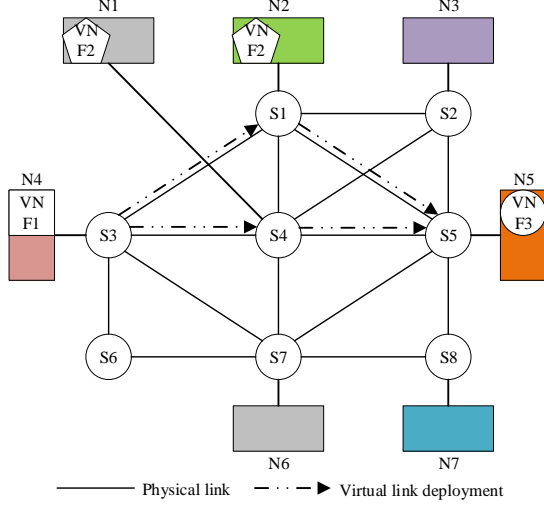 N1
N2
N3
VN
F2
VN
F2
S1
S2
N4
VN
F1
N5
VN
F3
S3
S4
S5
S6
S7
S8
N6
N7
Physical link
Virtual link deployment